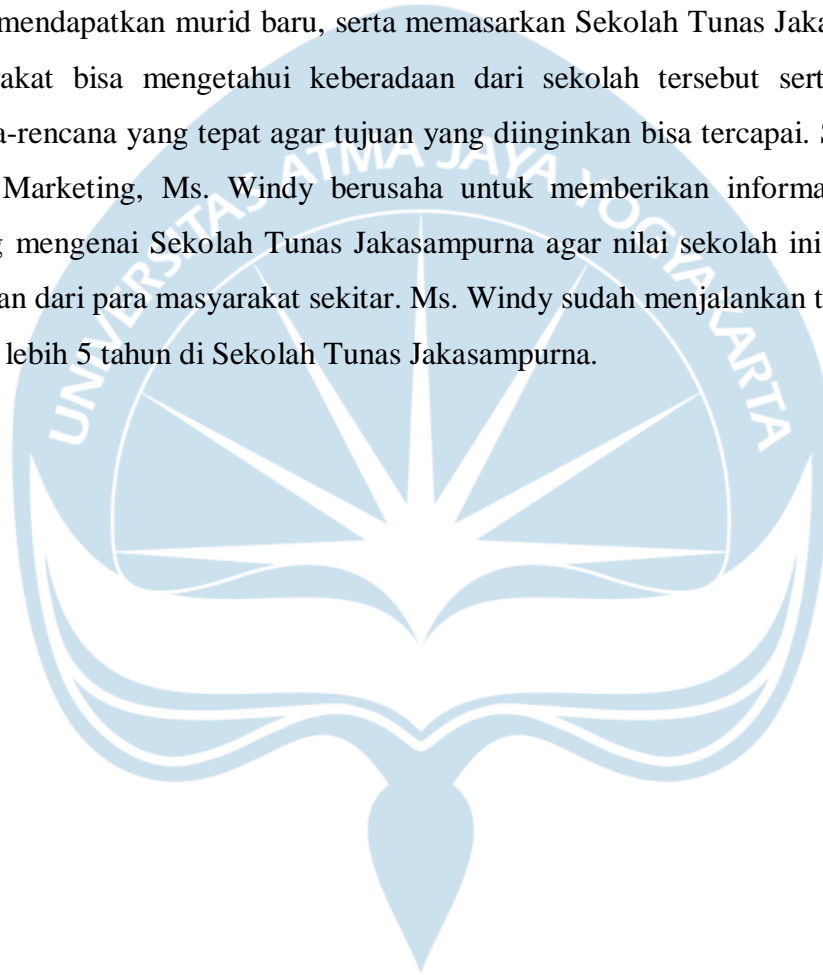 mendapatkan murid baru, serta memasarkan Sekolah Tunas Jaka
rakat bisa mengetahui keberadaan dari sekolah tersebut sert
a-rencana yang tepat agar tujuan yang diinginkan bisa tercapai. S
Marketing, Ms. Windy berusaha untuk memberikan informa
g mengenai Sekolah Tunas Jakasampurna agar nilai sekolah ini
an dari para masyarakat sekitar. Ms. Windy sudah menjalankan t
lebih 5 tahun di Sekolah Tunas Jakasampurna.
UNIVERSITAS ATMA JAYA YOGYAKARTA